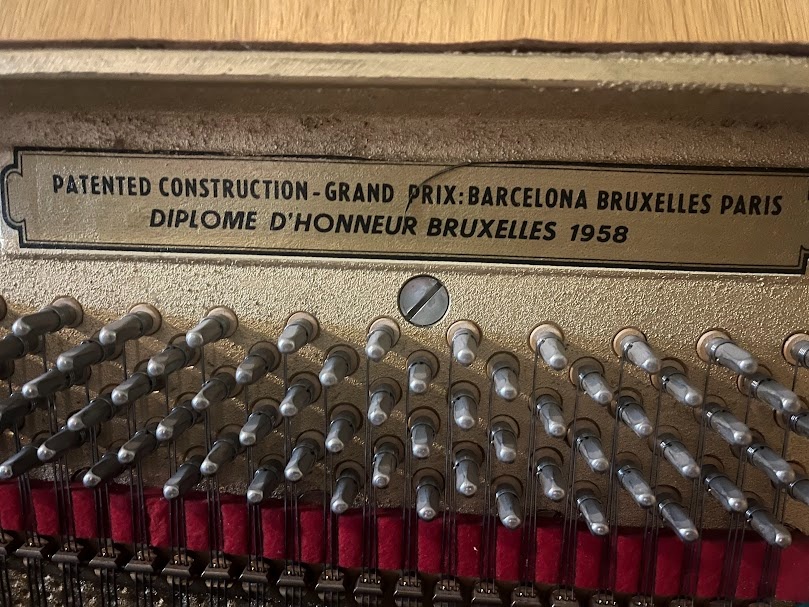 PATENTED CONSTRUCTION-GRAND PRIX: BARCELONA BRUXELLES PARIS
DIPLOME D'HONNEUR BRUXELLES 1958